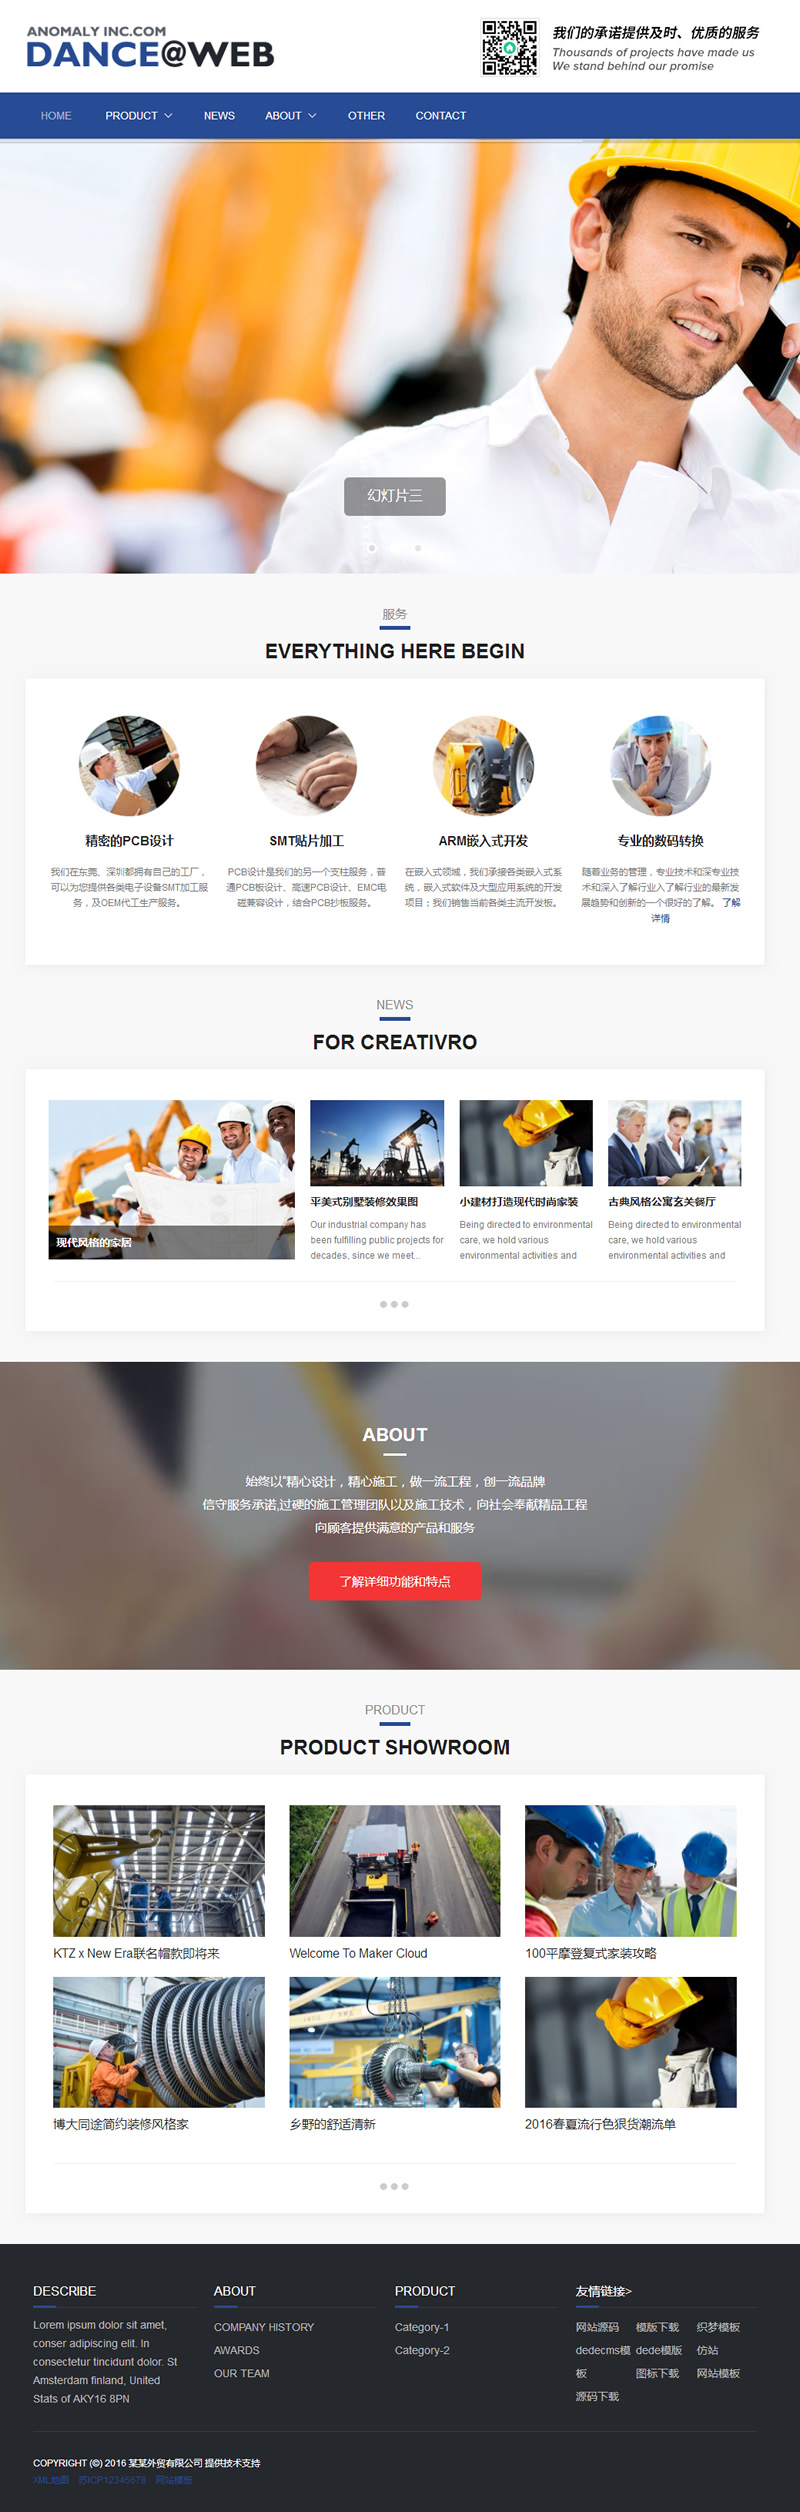 ANOMALY INC.COM
DANCE@WEB
我们的承诺提供及时、优质的服务
Thousands of projects have made us
We stand behind our promise
HOME
PRODUCT
NEWS
ABOUT
OTHER
CONTACT
幻灯片三
服务
EVERYTHING HERE BEGIN
精密的PCB设计
我们在东莞、深圳都拥有自己的工厂，
可以为您提供各类电子设备SMT加工服
务，及OEM代工生产服务。
SMT贴片加工
PCB设计是我们的另一个支柱服务，普
通PCB板设计、高速PCB设计、EMC电
磁兼容设计，结合PCB抄板服务。
ARM嵌入式开发
在嵌入式领域，我们承接各类嵌入式系
统，嵌入式软件及大型应用系统的开发
项目；我们销售当前各类主流开发板。
专业的数码转换
随着业务的管理，专业技术和深专业技
术和深入了解行业入了解行业的最新发
展趋势和创新的一个很好的了解。 了解
详情
NEWS
FOR CREATIVRO
现代风格的家居
平美式别墅装修效果图
Our industrial company has
been fulfilling public projects for
decades, since we meet...
小建材打造现代时尚家装
Being directed to environmental
care, we hold various
environmental activities and
古典风格公寓玄关餐厅
Being directed to environmental
care, we hold various
environmental activities and
ABOUT
始终以“精心设计，精心施工，做一流工程，创一流品牌
信守服务承诺,过硬的施工管理团队以及施工技术，向社会奉献精品工程
向顾客提供满意的产品和服务
了解详细功能和特点
PRODUCT
PRODUCT SHOWROOM
KTZ x New Era联名帽款即将来
Welcome To Maker Cloud
100平摩登复式家装攻略
博大同途简约装修风格家
乡野的舒适清新
2016春夏流行色狠货潮流单
DESCRIBE
Lorem ipsum dolor sit amet,
conser adipiscing elit. In
consectetur tincidunt dolor. St
Amsterdam finland, United
Stats of AKY16 8PN
ABOUT
COMPANY HISTORY
AWARDS
OUR TEAM
PRODUCT
Category-1
Category-2
友情链接>
网站源码 模版下载 织梦模板
dedecms模 dede模版 仿站
板 图标下载 网站模板
源码下载
COPYRIGHT (©) 2016 某某外贸有限公司 提供技术支持
XML地图 苏ICP12345678 网站模板